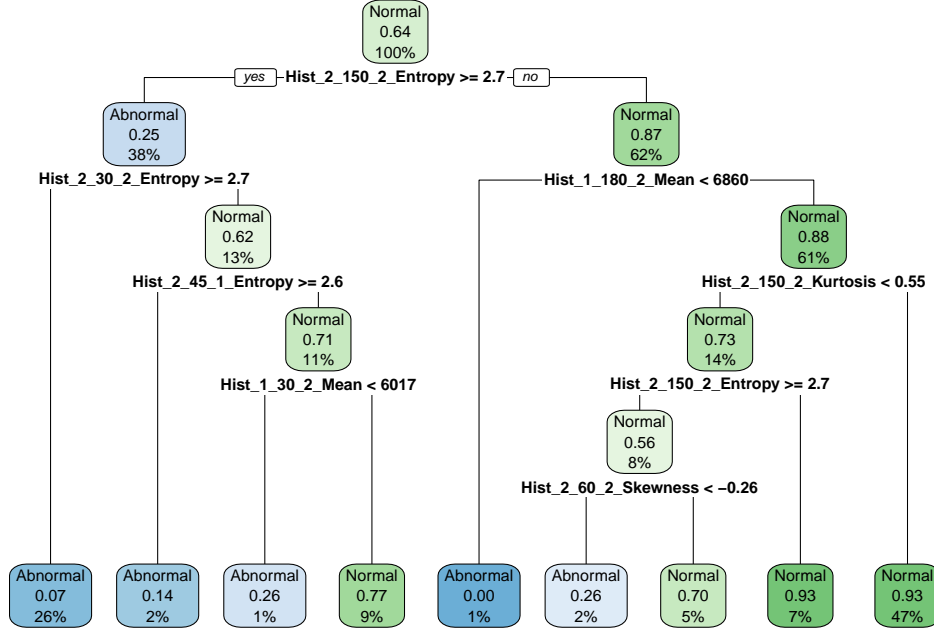 Normal
0.64
100%
yes
Hist_2_150_2_Entropy >= 2.7
no
Abnormal
0.25
38%
Normal
0.87
62%
Hist_2_30_2_Entropy >= 2.7
Hist_1_180_2_Mean < 6860
Normal
0.62
13%
Normal
0.88
61%
Hist_2_45_1_Entropy >= 2.6
Hist_2_150_2_Kurtosis < 0.55
Normal
0.71
11%
Normal
0.73
14%
Hist_1_30_2_Mean < 6017
Hist_2_150_2_Entropy >= 2.7
Normal
0.56
8%
Hist_2_60_2_Skewness < −0.26
Abnormal
0.07
26%
Abnormal
0.14
2%
Abnormal
0.26
1%
Normal
0.77
9%
Abnormal
0.00
1%
Abnormal
0.26
2%
Normal
0.70
5%
Normal
0.93
7%
Normal
0.93
47%